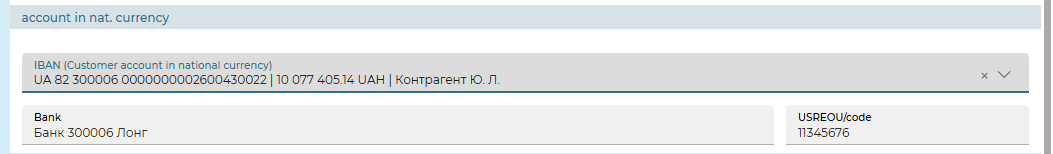 account in nat. currency
IBAN (Customer account in national currency)
UA 82 300006 0000000002600430022 | 10 077 405.14 UAH | Контрагент Ю. Л.
Bank
USREOU/code
Банк 300006 Лонг
11345676